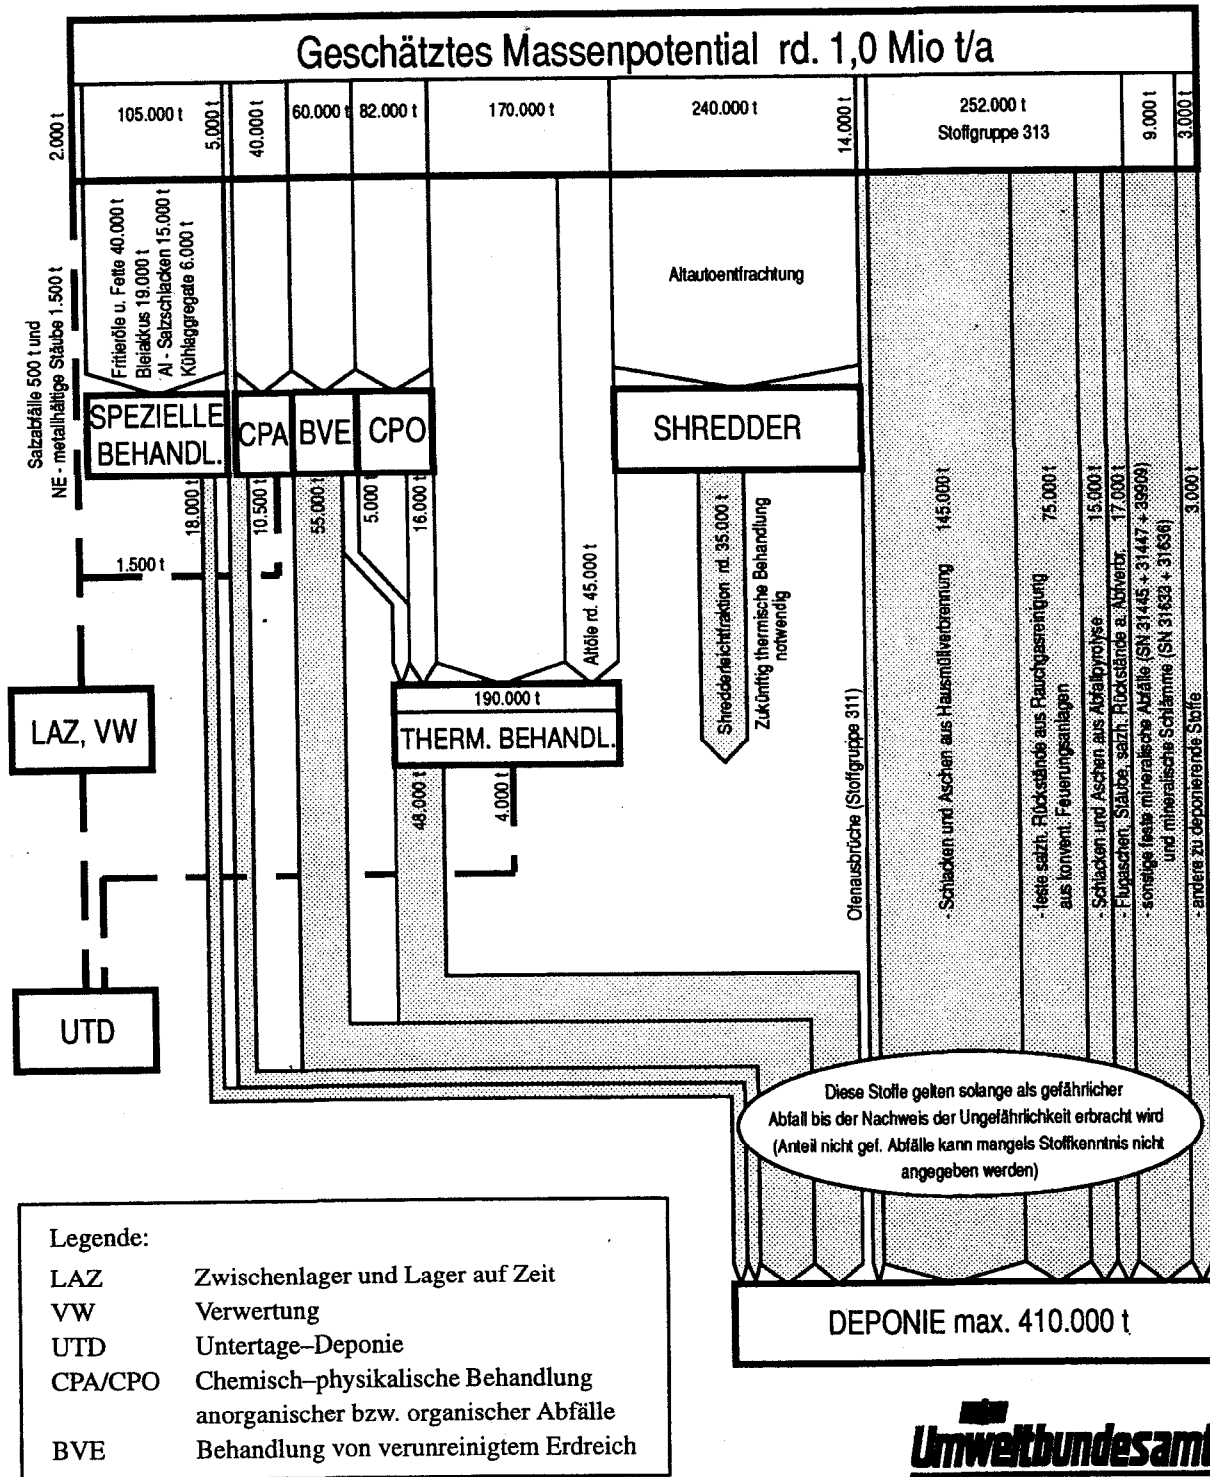 Geschätztes Massenpotential rd. 1,0 Mio t/a
2.000 t
105.000 t
5.000 t
40.000 t
60.000 t
82.000 t
170.000 t
240.000 t
14.000 t
252.000 t
Stoffgruppe 313
9.000 t
3.000 t
Salzabfälle 500 t und
NE - metallhältige Stäube 1.500 t
Fritieröle u. Fette 40.000 t
Bleiakkus 19.000 t
Al - Salzschlacken 15.000 t
Kühlaggregate 6.000 t
Altautoentfrachtung
SPEZIELLE
BEHANDL.
CPA
BVE
CPO
SHREDDER
18.000 t
10.500 t
55.000 t
5.000 t
16.000 t
1.500 t
Altöle rd. 45.000 t
Shredderleichtfraktion rd. 35.000 t
Zukünftig thermische Behandlung
notwendig
Ofenausbrüche (Stoffgruppe 311)
- Schlacken und Aschen aus Hausmüllverbrennung 145.000 t
- feste salzh. Rückstände aus Rauchgasreinigung 75.000 t
aus konvent. Feuerungsanlagen
- Schlacken und Aschen aus Abfallpyrolyse 15.000 t
- Flugaschen, Stäube, salzh. Rückstände a. Abfverbr. 17.000 t
- sonstige feste mineralische Abfälle (SN 31445 + 31447 + 39909)
und mineralische Schlämme (SN 31633 + 31636)
- andere zu deponierende Stoffe 3.000 t
LAZ, VW
190.000 t
THERM. BEHANDL.
48.000 t
4.000 t
UTD
Diese Stoffe gelten solange als gefährlicher
Abfall bis der Nachweis der Ungefährlichkeit erbracht wird
(Anteil nicht gef. Abfälle kann mangels Stoffkenntnis nicht
angegeben werden)
DEPONIE max. 410.000 t
Legende:
LAZ Zwischenlager und Lager auf Zeit
VW Verwertung
UTD Untertage–Deponie
CPA/CPO Chemisch–physikalische Behandlung
anorganischer bzw. organischer Abfälle
BVE Behandlung von verunreinigtem Erdreich
Umweltbundesamt